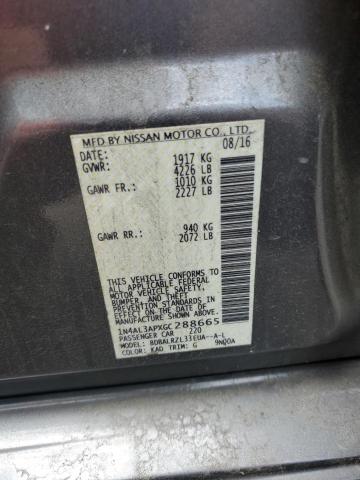 MFD BY NISSAN MOTOR CO., LTD.
DATE: 08/16
GVWR: 1917 KG
4226 LB
GAWR FR.: 1010 KG
2227 LB
GAWR RR.: 940 KG
2072 LB
THIS VEHICLE CONFORMS TO
ALL APPLICABLE FEDERAL
MOTOR VEHICLE SAFETY,
BUMPER, AND THEFT
PREVENTION STANDARDS
IN EFFECT ON THE DATE OF
MANUFACTURE SHOWN ABOVE.
1N4AL3APXGC288665
PASSENGER CAR 220
MODEL: BDBALRZL33EUA--A-L
COLOR: KAD TRIM: G 9N00A